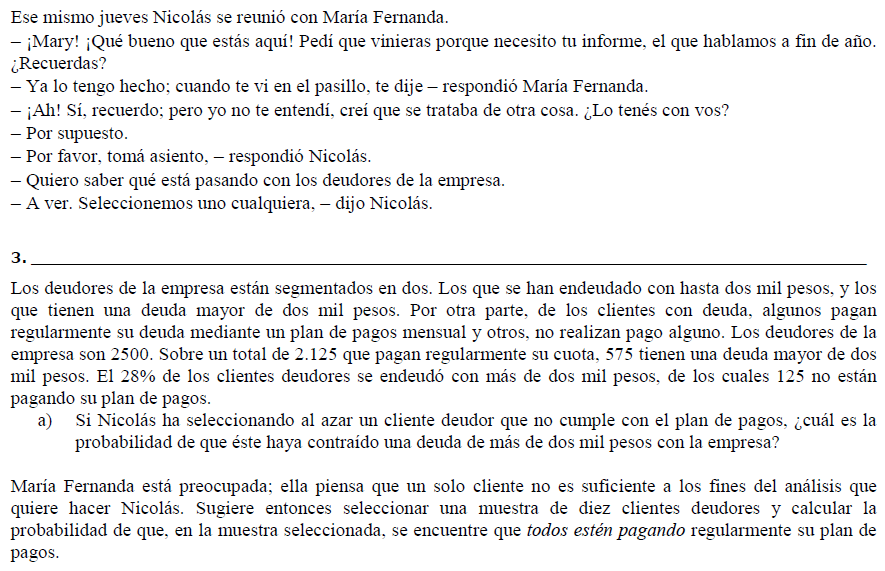 Ese mismo jueves Nicolás se reunió con María Fernanda.
– ¡Mary! ¡Qué bueno que estás aquí! Pedí que vinieras porque necesito tu informe, el que hablamos a fin de año.
¿Recuerdas?
– Ya lo tengo hecho; cuando te vi en el pasillo, te dije – respondió María Fernanda.
– ¡Ah! Sí, recuerdo; pero yo no te entendí, creí que se trataba de otra cosa. ¿Lo tenés con vos?
– Por supuesto.
– Por favor, tomá asiento, – respondió Nicolás.
– Quiero saber qué está pasando con los deudores de la empresa.
– A ver. Seleccionemos uno cualquiera, – dijo Nicolás.
3.
Los deudores de la empresa están segmentados en dos. Los que se han endeudado con hasta dos mil pesos, y los
que tienen una deuda mayor de dos mil pesos. Por otra parte, de los clientes con deuda, algunos pagan
regularmente su deuda mediante un plan de pagos mensual y otros, no realizan pago alguno. Los deudores de la
empresa son 2500. Sobre un total de 2.125 que pagan regularmente su cuota, 575 tienen una deuda mayor de dos
mil pesos. El 28% de los clientes deudores se endeudó con más de dos mil pesos, de los cuales 125 no están
pagando su plan de pagos.
a) Si Nicolás ha seleccionando al azar un cliente deudor que no cumple con el plan de pagos, ¿cuál es la
probabilidad de que éste haya contraído una deuda de más de dos mil pesos con la empresa?
María Fernanda está preocupada; ella piensa que un solo cliente no es suficiente a los fines del análisis que
quiere hacer Nicolás. Sugiere entonces seleccionar una muestra de diez clientes deudores y calcular la
probabilidad de que, en la muestra seleccionada, se encuentre que todos estén pagando regularmente su plan de
pagos.